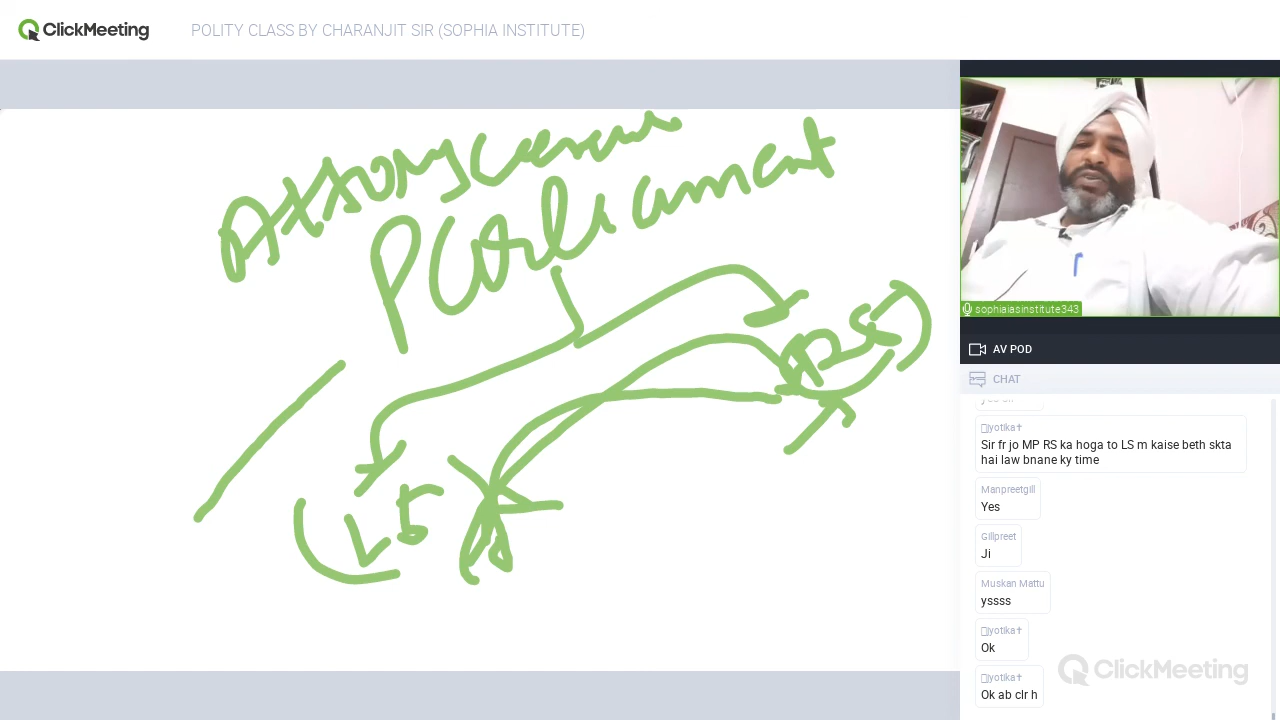 ClickMeeting
POLITY CLASS BY CHARANJIT SIR (SOPHIA INSTITUTE)
Parliament
(RS)
(LS
sophiaiasinstitute343
AV POD
CHAT
jyotika✝
Sir fr jo MP RS ka hoga to LS m kaise beth skta
hai law bnane ky time
Manpreetgill
Yes
Gillpreet
Ji
Muskan Mattu
yssss
jyotika✝
Ok
jyotika✝
Ok ab clr h
ClickMeeting